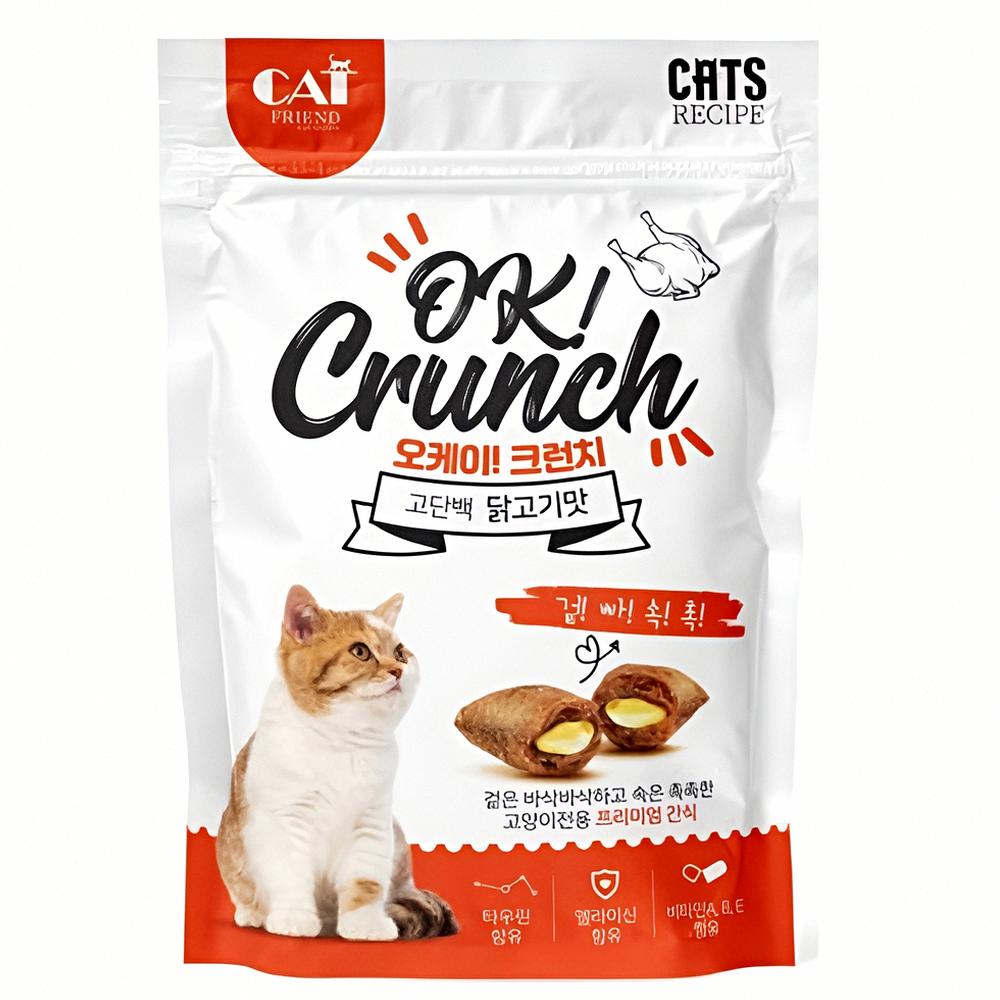 CAT
FRIEND
CATS
RECIPE
OK!
Crunch
오케이! 크런치
고단백 닭고기맛
겉! 바! 속! 촉!
겉은 바삭바삭하고 속은
고양이전용 프리미엄 간식
타우린
함유
엘라이신
함유
비타민A, D, E
함유